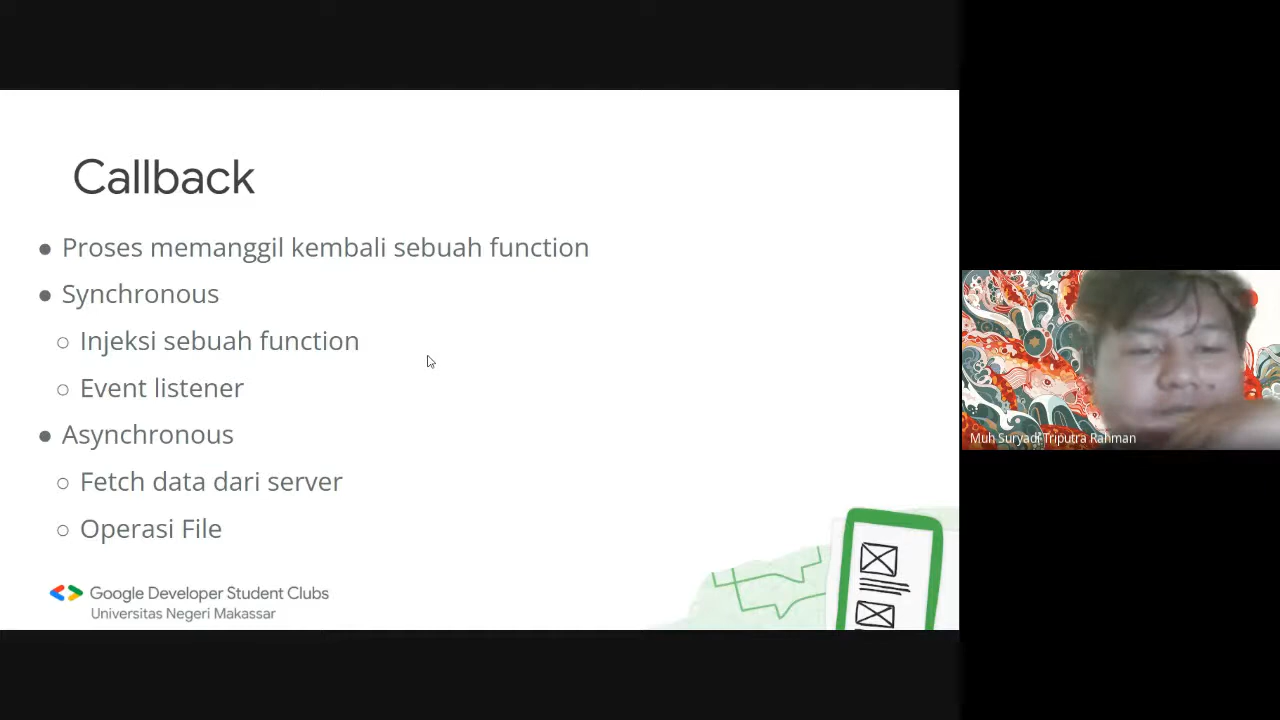 Callback
● Proses memanggil kembali sebuah function
● Synchronous
○ Injeksi sebuah function
○ Event listener
● Asynchronous
○ Fetch data dari server
○ Operasi File
Google Developer Student Clubs
Universitas Negeri Makassar
Muh Suryadi Triputra Rahman